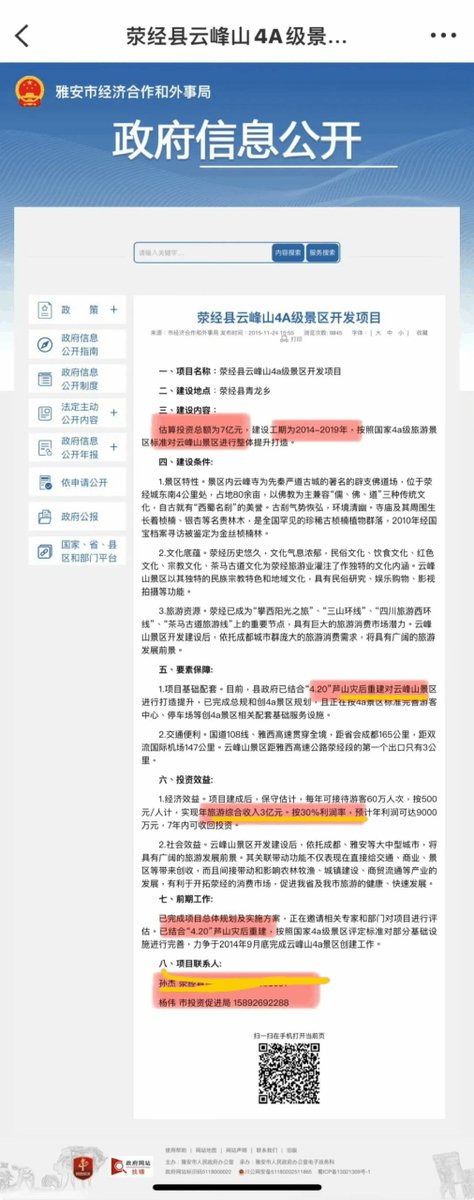 荥经县云峰山4A级景...
雅安市经济合作和外事局
政府信息公开
请输入关键字...
内容搜索
服务搜索
政 策 +
政府信息
公开指南
政府信息
公开制度
法定主动
公开内容 +
政府信息
公开年报 +
依申请公开
政府公报
国家、省、县
区和部门平台
荥经县云峰山4A级景区开发项目
来源：市经济合作和外事局 发布时间：2015-11-24 15:55 浏览次数: 9845 字体：[ 大 中 小 ] 收藏
打印
一、项目名称：荥经县云峰山4a级景区开发项目
二、建设地点：荥经县青龙乡
三、建设内容：
估算投资总额为7亿元，建设工期为2014-2019年、按照国家4a级旅游景
区标准对云峰山景区进行整体提升打造。
四、建设条件：
1.景区特性。景区内云峰寺为先秦严道古城的著名的辟支佛道场，位于荥
经城东南4公里处，占地80余亩，以佛教为主兼容“儒、佛、道”三种传统文
化，自古就有“西蜀名刹”的美誉。古刹气势恢弘，环境清幽。寺庙及其周围生
长着桢楠、银杏等名贵林木，是全国罕见的珍稀古桢楠植物群落，2010年经国
宝档案寻访被鉴定为金丝桢楠林。
2.文化底蕴。荥经历史悠久，文化气息浓郁，民俗文化、饮食文化、红色
文化、宗教文化、茶马古道文化为荥经旅游业灌注了作独特的文化内涵。云峰
山景区以其独特的民族宗教特色和地域文化，具有民俗研究、娱乐购物、影视
拍摄等功能。
3.旅游资源。荥经已成为“攀西阳光之旅”、“三山环线”、“四川旅游西环
线”、“茶马古道旅游线”上的重要节点，具有巨大的旅游消费市场潜力。云峰
山景区开发建设后，依托成都城市群庞大的旅游消费需求，将具有广阔的旅游
发展前景。
五、要素保障：
1.项目基础配套。目前，县政府已结合“4.20”芦山灾后重建对云峰山景区
进行打造提升，已完成总规和创4a景区规划，且正在按4a景区标准完善游客
中心、停车场等创4a景区相关配套基础服务设施。
2.交通便利。国道108线、雅西高速贯穿全境，距省会成都165公里，距双
流国际机场147公里。云峰山景区距雅西高速公路荥经段的第一个出口只有3公
里。
六、投资效益：
1.经济效益。项目建成后，保守估计，每年可接待游客60万人次，按500
元/人计，实现年旅游综合收入3亿元。按30%利润率，预计年利润可达9000
万元，7年内可收回投资。
2.社会效益。云峰山景区开发建设后，依托成都、雅安等大中型城市，将
具有广阔的旅游发展前景。其关联带动功能不仅表现在直接给交通、商业、景
区等带来创收，而且间接带动和影响农林牧渔、城镇建设、商贸流通等产业的
发展，有利于开拓荥经的消费市场，促进我省及我市旅游的健康、快速发展。
七、前期工作：
已完成项目总体规划及实施方案，正在邀请相关专家和部门对项目进行评
估。已结合“4.20”芦山灾后重建，按照国家4a级景区评定标准对部分基础设
施进行完善，力争于2014年9月底完成云峰山4a景区创建工作。
八、项目联系人：
孙杰 荥经县
杨伟 市投资促进局 15892692288
扫一扫在手机打开当前页
政府网站
找错
使用帮助 | 网站地图 | 网站声明 | 联系我们 | 旧版
主办：雅安市人民政府办公室 承办：雅安市人民政府办公室电子政务科
政府网站标识码5118000020 川公网安备51180002511865 蜀ICP备13021309号-1